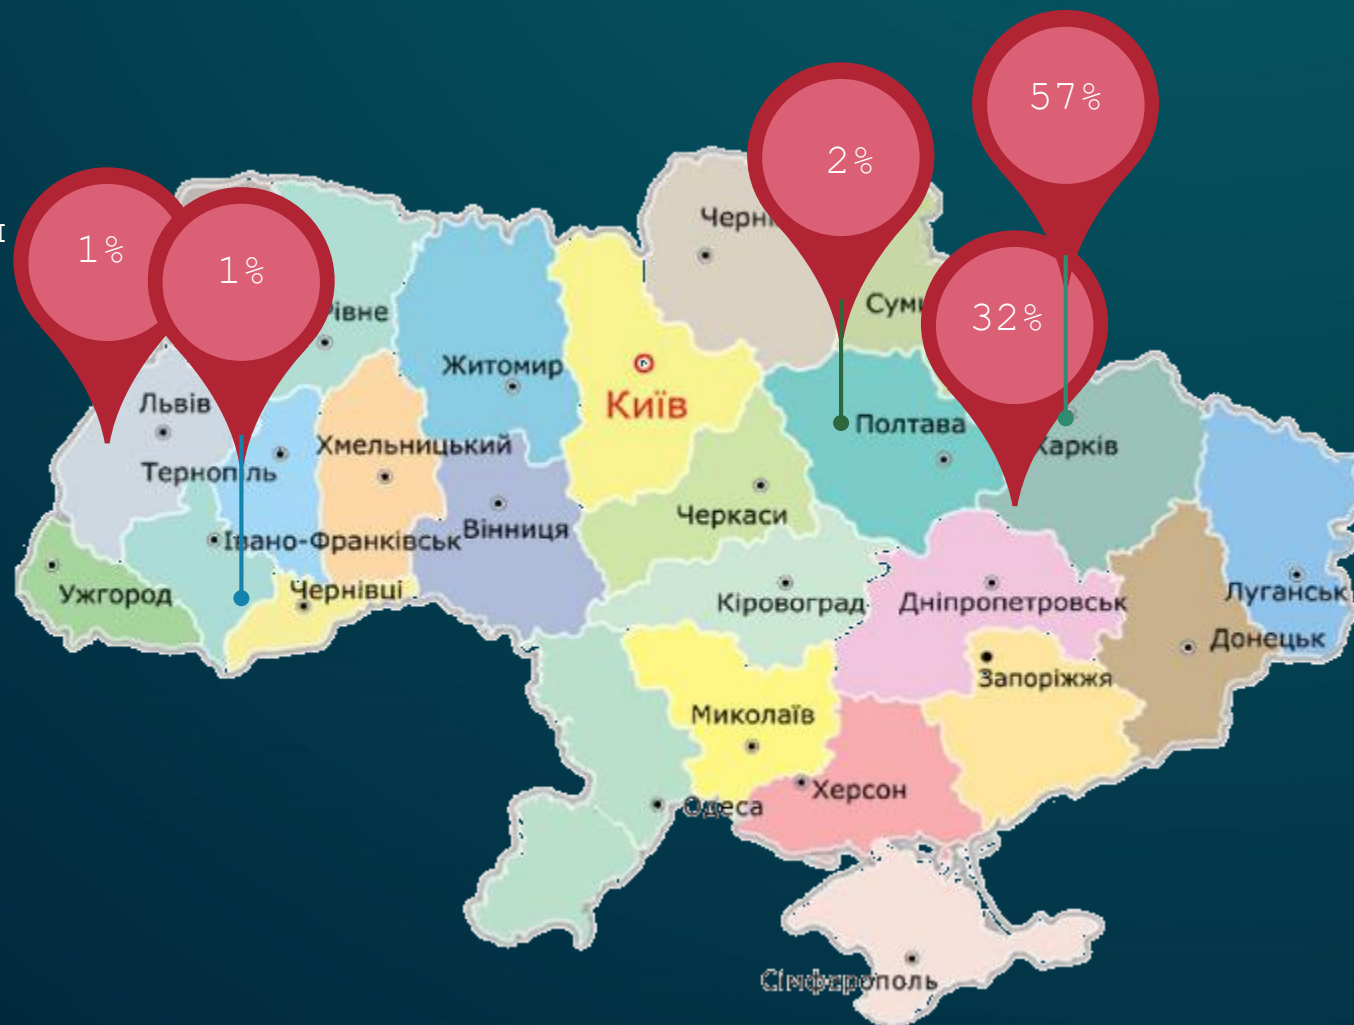 57%
2%
1%
1%
32%
Черн
Сум
Рівне
Житомир
Київ
Львів
Тернопіль
Хмельницький
Полтава
Харків
Черкаси
Вінниця
Івано-Франківськ
Ужгород
Чернівці
Кіровоград
Дніпропетровськ
Луганськ
Донецьк
Запоріжжя
Миколаїв
Херсон
Одеса
Сімферополь